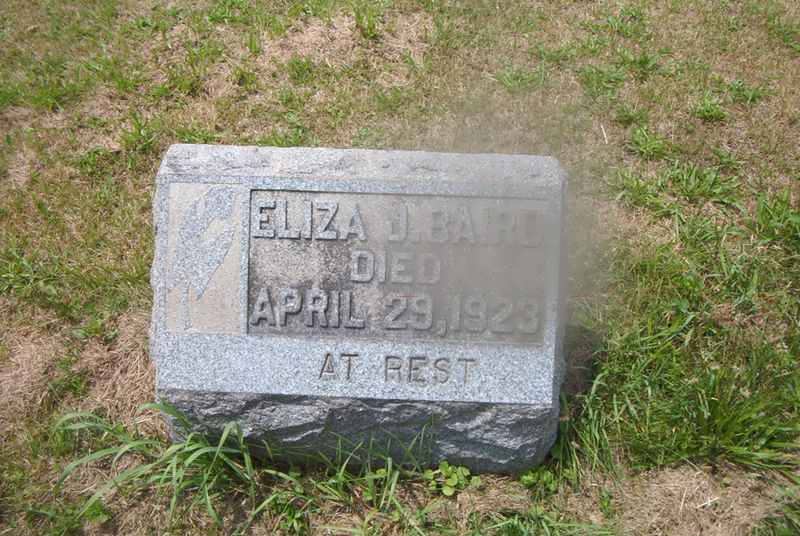 ELIZA J. BAIRD
DIED
APRIL 29, 1923
AT REST